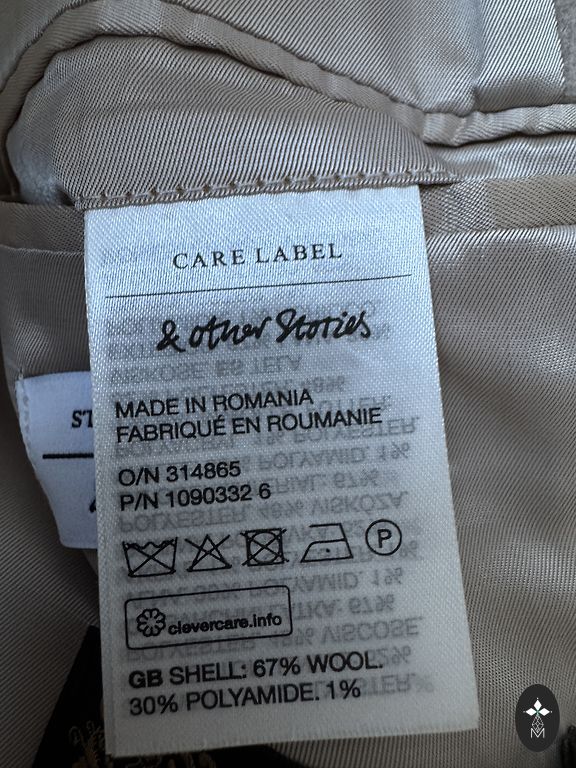 CARE LABEL
& other Stories
MADE IN ROMANIA
FABRIQUÉ EN ROUMANIE
O/N 314865
P/N 1090332 6
P
clevercare.info
GB SHELL: 67% WOOL.
30% POLYAMIDE. 1%
ST
M